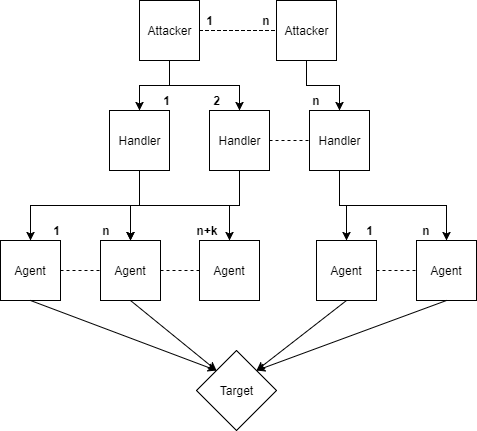 Attacker 1 n Attacker
1 2 n
Handler Handler Handler
1 n n+k 1 n
Agent Agent Agent Agent Agent
Target